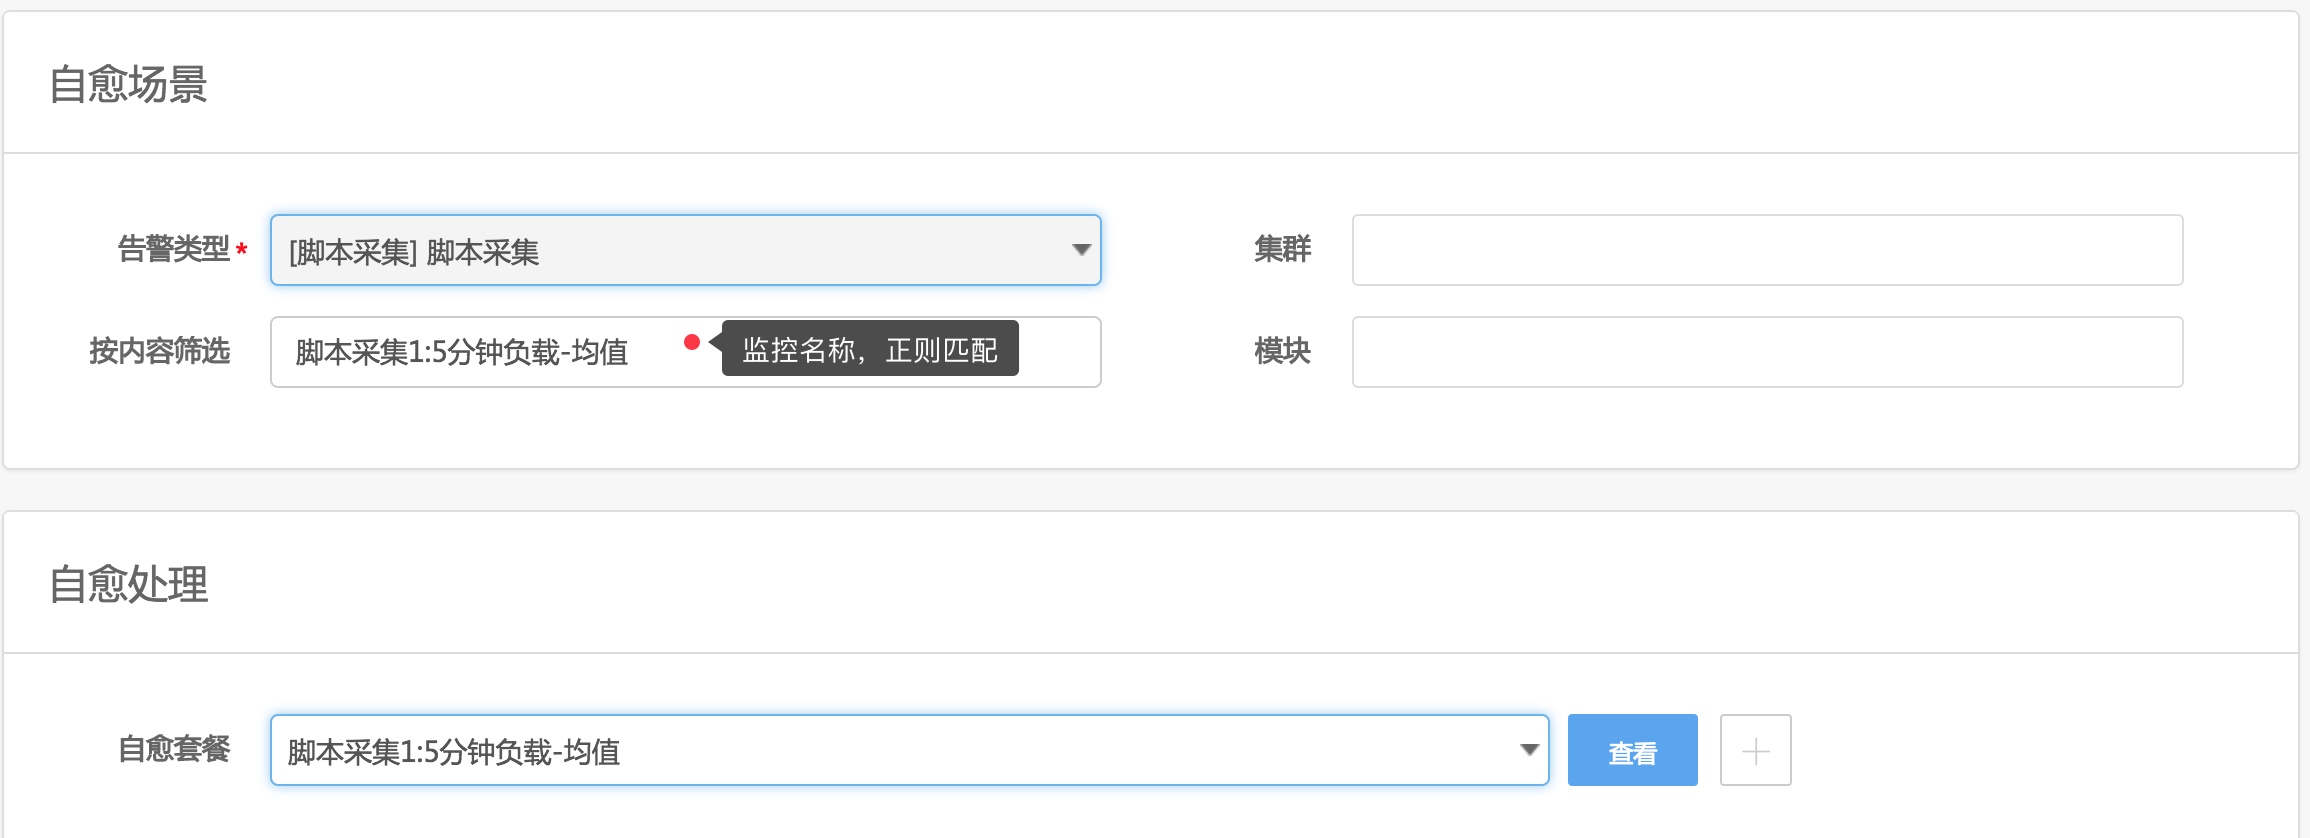 自愈场景
告警类型* [脚本采集] 脚本采集 集群
按内容筛选 脚本采集1:5分钟负载-均值 监控名称，正则匹配 模块
自愈处理
自愈套餐 脚本采集1:5分钟负载-均值 查看